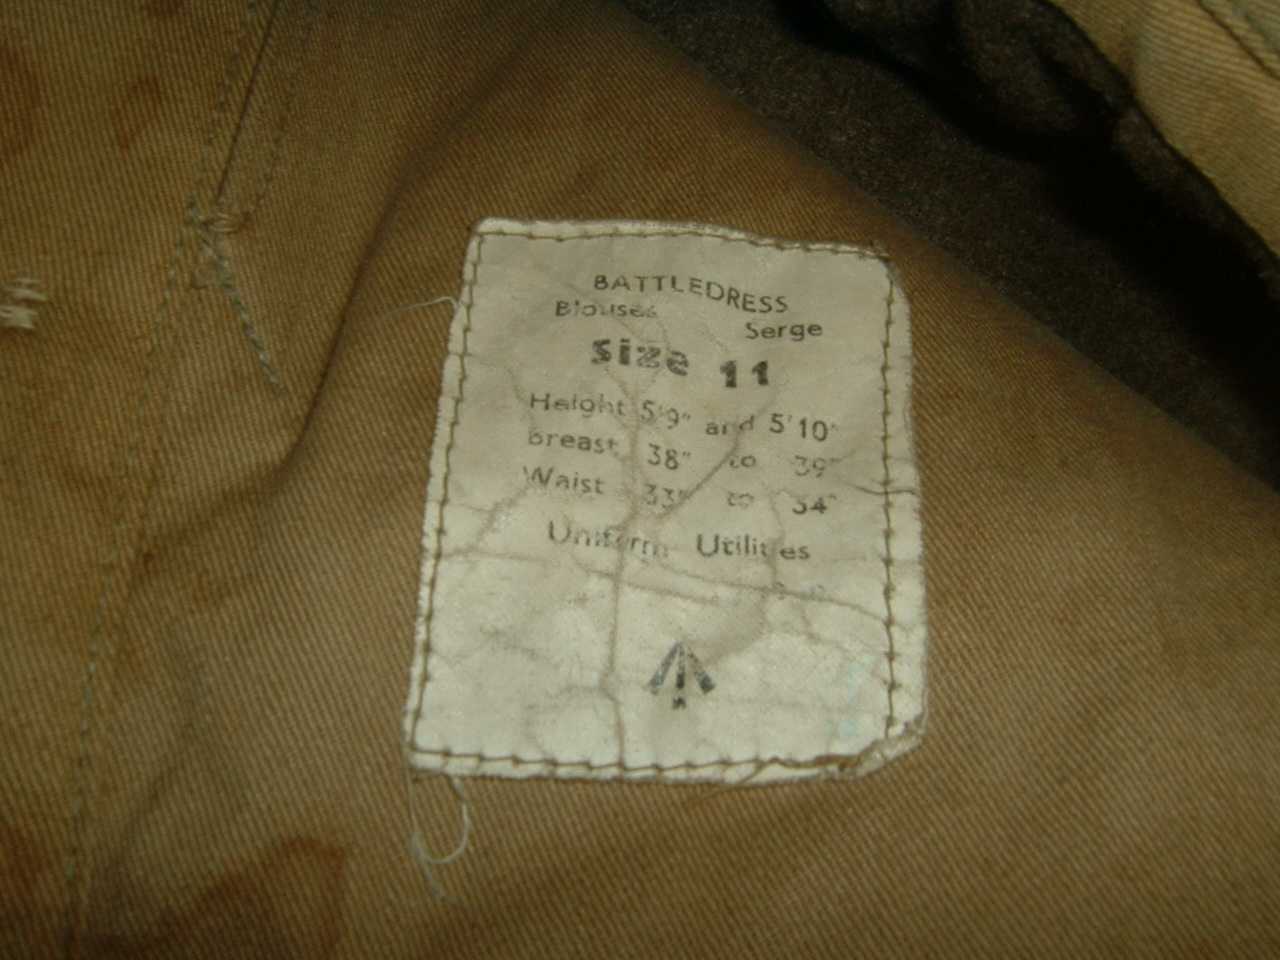 BATTLEDRESS
Blouses Serge
Size 11
Height 5'9" and 5'10"
Breast 38" to 39"
Waist 33" to 34"
Uniform Utilities